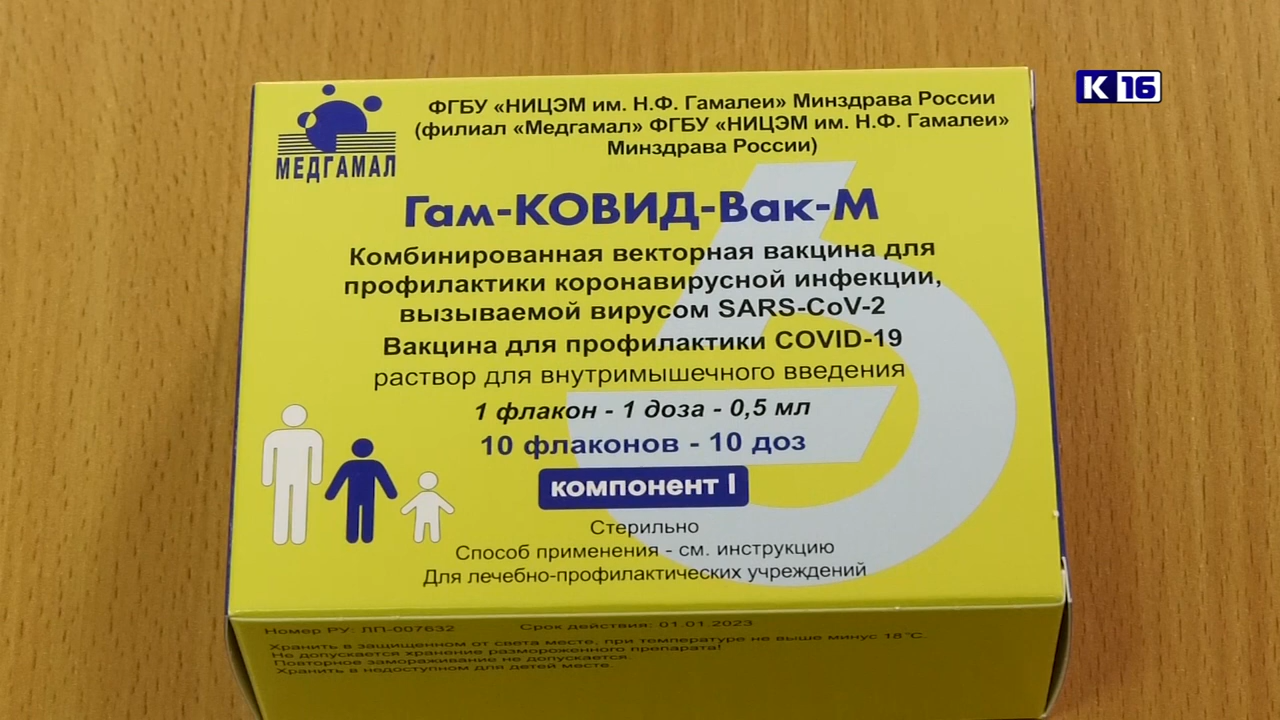 К 16
ФГБУ «НИЦЭМ им. Н.Ф. Гамалеи» Минздрава России
(филиал «Медгамал» ФГБУ «НИЦЭМ им. Н.Ф. Гамалеи»
Минздрава России)
МЕДГАМАЛ
Гам-КОВИД-Вак-М
Комбинированная векторная вакцина для
профилактики коронавирусной инфекции,
вызываемой вирусом SARS-CoV-2
Вакцина для профилактики COVID-19
раствор для внутримышечного введения
1 флакон - 1 доза - 0,5 мл
10 флаконов - 10 доз
компонент I
Стерильно
Способ применения - см. инструкцию
Для лечебно-профилактических учреждений
Номер РУ: ЛП-007632 Срок действия: 01.01.2023
Хранить в защищенном от света месте, при температуре не выше минус 18 °С.
Не допускается хранение размороженного препарата!
Повторное замораживание не допускается.
Хранить в недоступном для детей месте.